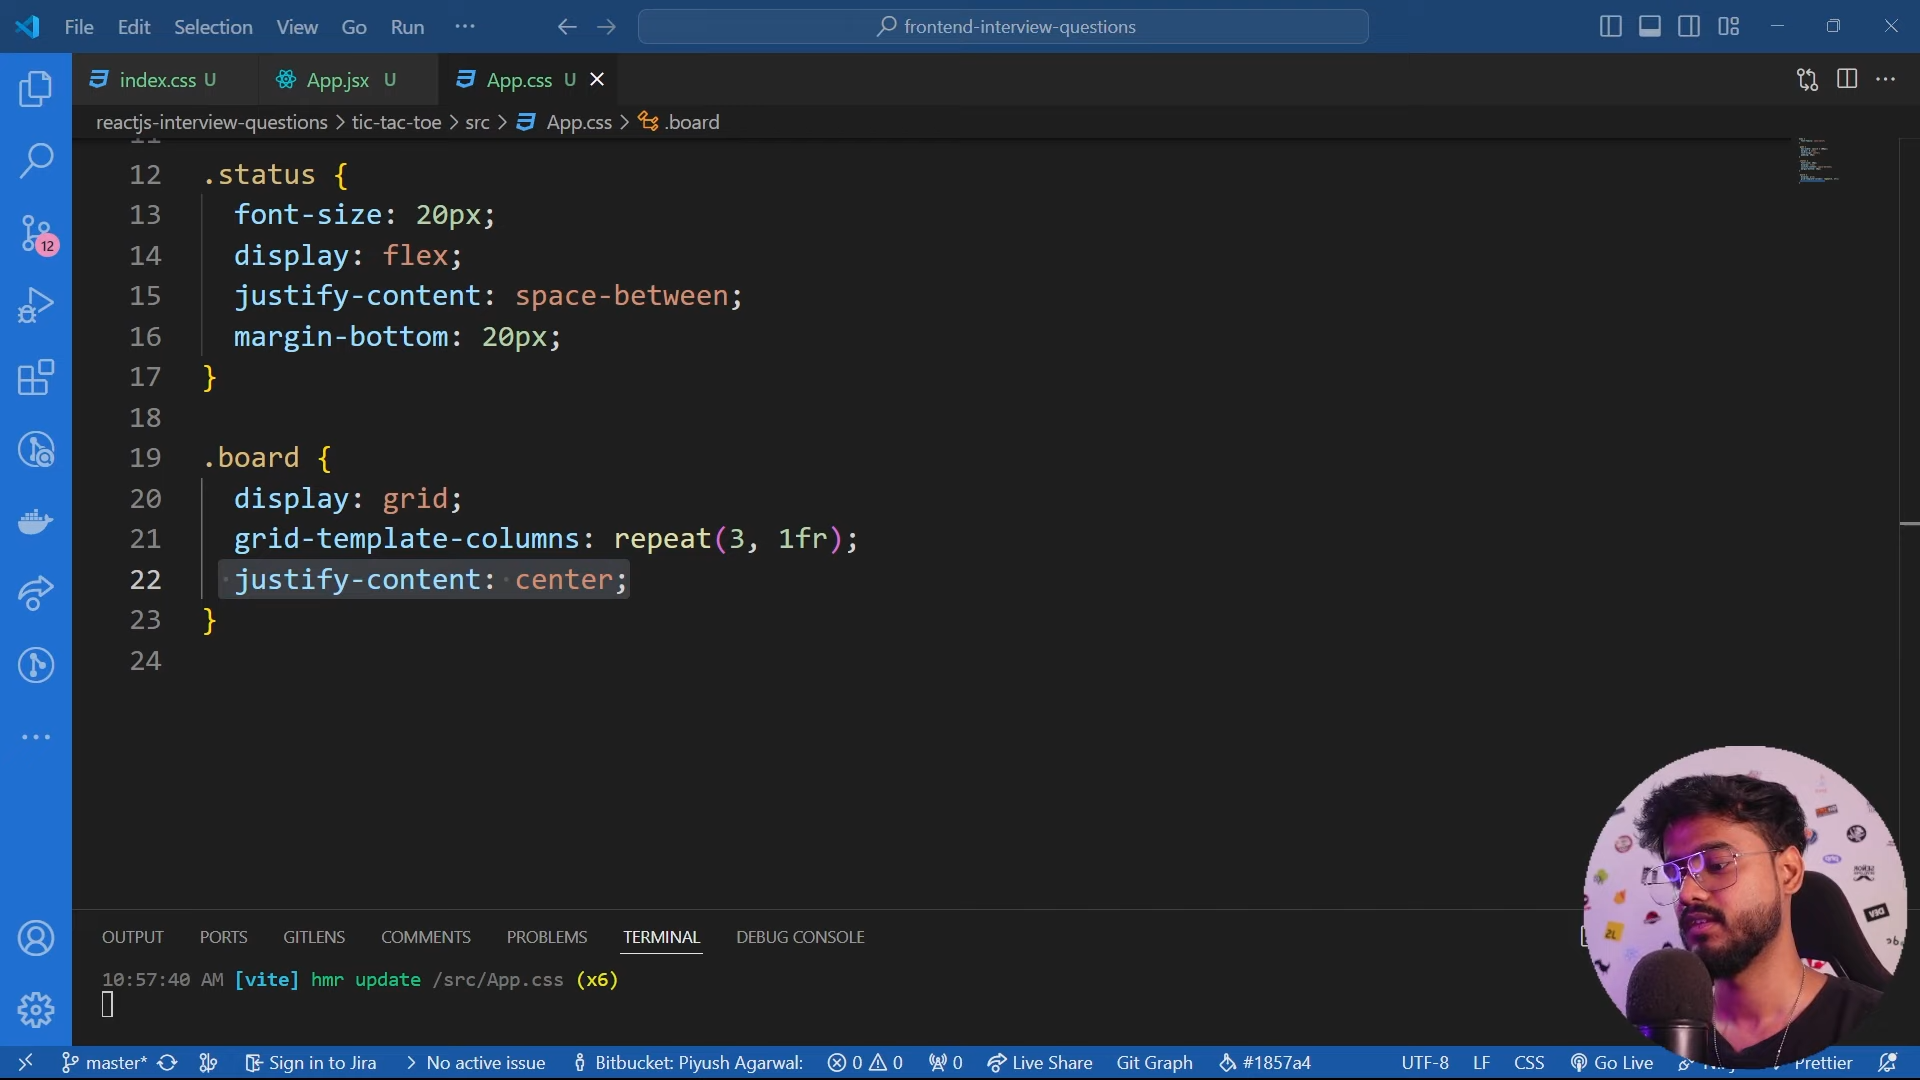 File Edit Selection View Go Run ··· frontend-interview-questions
index.css U App.jsx U App.css U
reactjs-interview-questions > tic-tac-toe > src > App.css > .board
11
12 .status {
13 font-size: 20px;
14 display: flex;
15 justify-content: space-between;
16 margin-bottom: 20px;
17 }
18
19 .board {
20 display: grid;
21 grid-template-columns: repeat(3, 1fr);
22 justify-content: center;
23 }
24
12
OUTPUT PORTS GITLENS COMMENTS PROBLEMS TERMINAL DEBUG CONSOLE
10:57:40 AM [vite] hmr update /src/App.css (x6)
master* Sign in to Jira No active issue Bitbucket: Piyush Agarwal: 0 0 0 Live Share Git Graph #1857a4 UTF-8 LF CSS Go Live Prettier